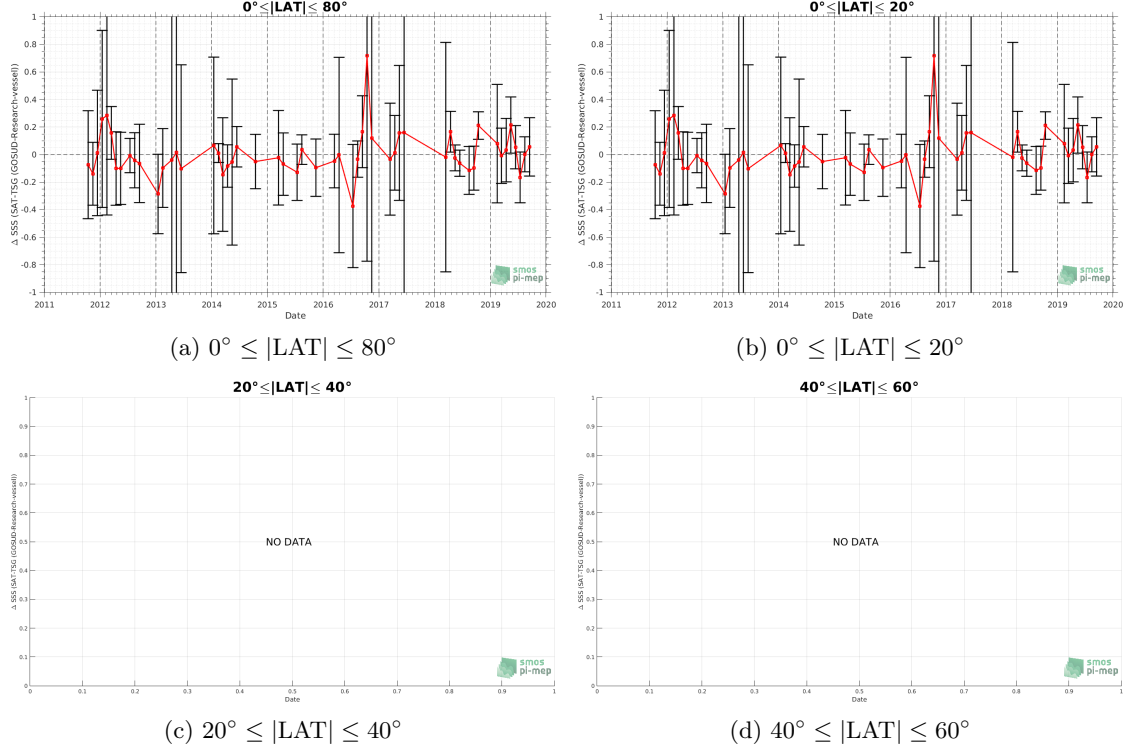 0°≤|LAT|≤ 80°
Δ SSS (SAT-TSG (GOSUD-Research-vessel))
1
0.8
0.6
0.4
0.2
0
-0.2
-0.4
-0.6
-0.8
-1
2011 2012 2013 2014 2015 2016 2017 2018 2019 2020
Date
smos
pi-mep
(a) 0° ≤ |LAT| ≤ 80°
0°≤|LAT|≤ 20°
Δ SSS (SAT-TSG (GOSUD-Research-vessel))
1
0.8
0.6
0.4
0.2
0
-0.2
-0.4
-0.6
-0.8
-1
2011 2012 2013 2014 2015 2016 2017 2018 2019 2020
Date
smos
pi-mep
(b) 0° ≤ |LAT| ≤ 20°
20°≤|LAT|≤ 40°
Δ SSS (SAT-TSG (GOSUD-Research-vessel))
1
0.9
0.8
0.7
0.6
0.5
0.4
0.3
0.2
0.1
0
NO DATA
0 0.1 0.2 0.3 0.4 0.5 0.6 0.7 0.8 0.9 1
Date
smos
pi-mep
(c) 20° ≤ |LAT| ≤ 40°
40°≤|LAT|≤ 60°
Δ SSS (SAT-TSG (GOSUD-Research-vessel))
1
0.9
0.8
0.7
0.6
0.5
0.4
0.3
0.2
0.1
0
NO DATA
0 0.1 0.2 0.3 0.4 0.5 0.6 0.7 0.8 0.9 1
Date
smos
pi-mep
(d) 40° ≤ |LAT| ≤ 60°